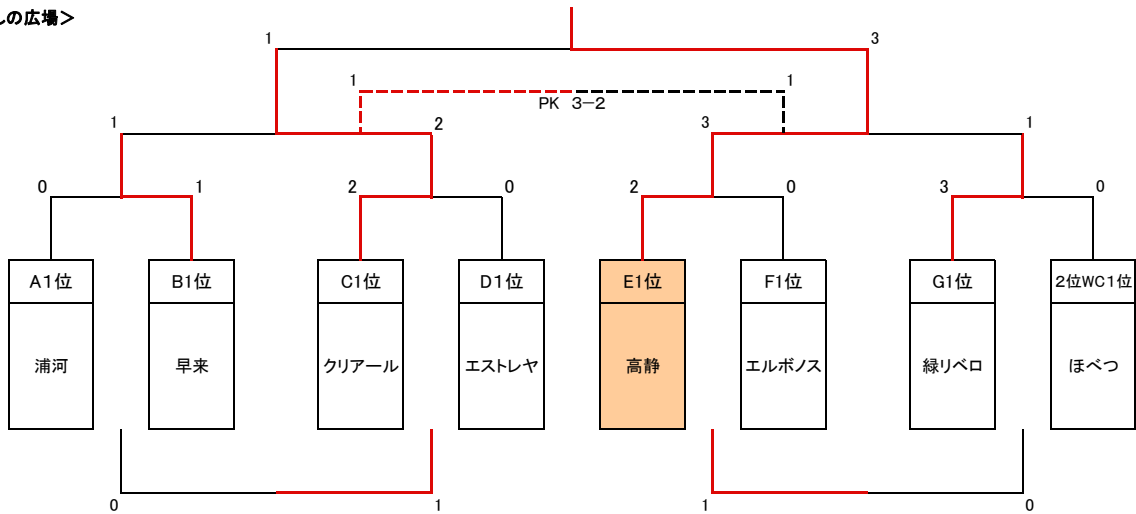 しの広場＞
1 3
1 1
PK 3－2
1 2 3 1
0 1 2 0 2 0 3 0
A1位 B1位 C1位 D1位 E1位 F1位 G1位 2位WC1位
浦河 早来 クリアール エストレヤ 高静 エルボノス 緑リベロ ほべつ
0 1 1 0